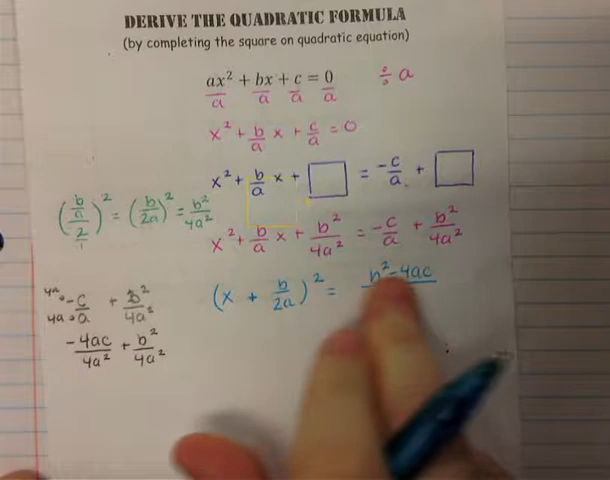 DERIVE THE QUADRATIC FORMULA
(by completing the square on quadratic equation)
ax²/a + bx/a + c/a = 0/a ÷ a
x² + b/a x + c/a = 0
x² + b/a x + □ = -c/a + □
((b/a)/(2/1))² = (b/2a)² = b²/4a²
x² + b/a x + b²/4a² = -c/a + b²/4a²
(x + b/2a)² = b² - 4ac
4a · -c/4a · a + b²/4a²
-4ac/4a² + b²/4a²